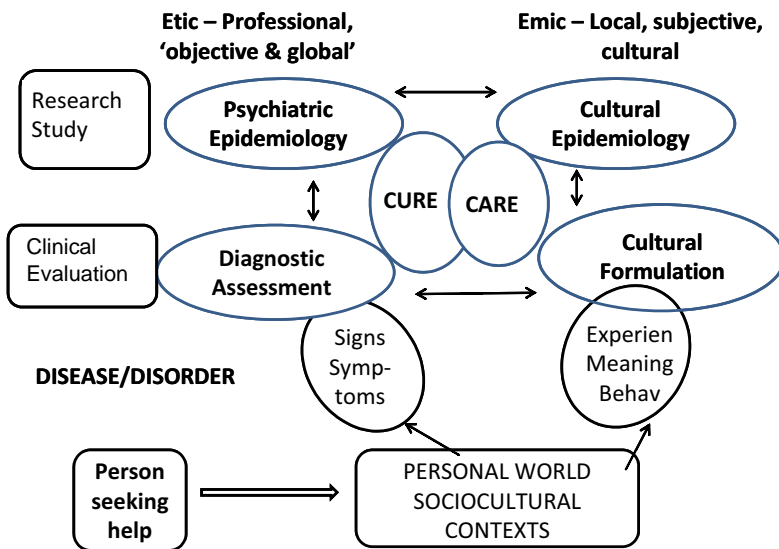 Etic – Professional,
‘objective & global’
Emic – Local, subjective,
cultural
Research
Study
Psychiatric
Epidemiology
Cultural
Epidemiology
CURE
CARE
Clinical
Evaluation
Diagnostic
Assessment
Cultural
Formulation
Signs
Symp-
toms
Experien
Meaning
Behav
DISEASE/DISORDER
Person
seeking
help
PERSONAL WORLD
SOCIOCULTURAL
CONTEXTS